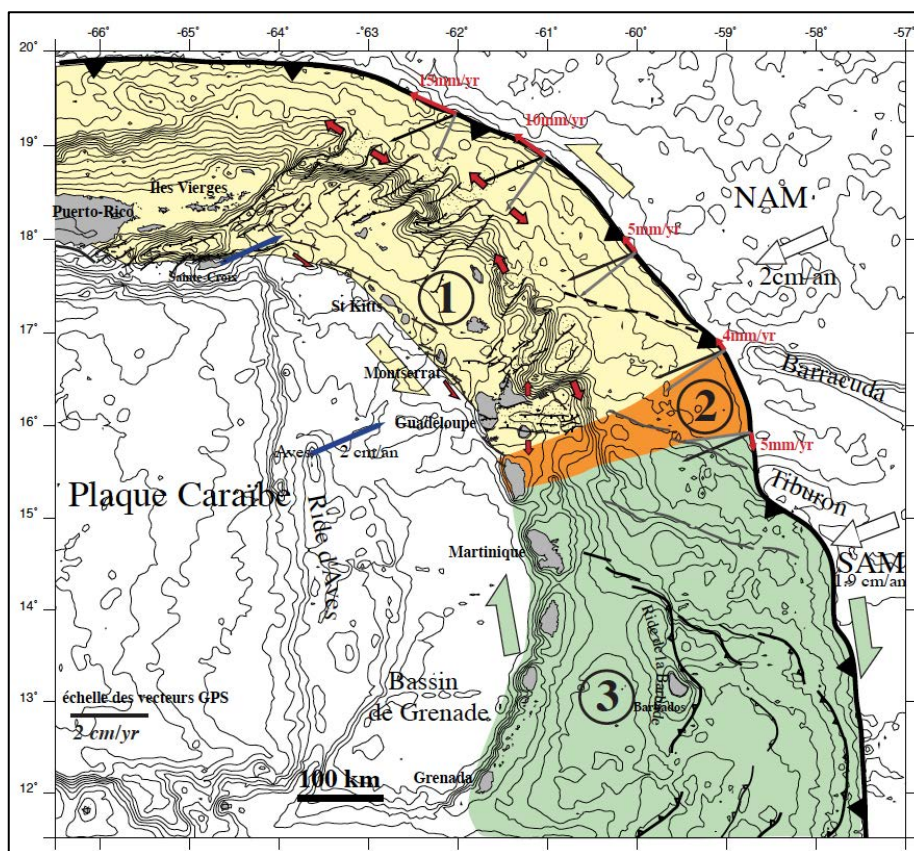 -66°
-65°
-64°
-°63
-62°
-61°
-60°
-59°
-58°
-57°
20°
15mm/yr
19°
10mm/yr
NAM
Îles Vierges
Puerto-Rico
18°
5mm/yr
Sainte-Croix
2cm/an
1
St Kitts
17°
4mm/yr
Barracuda
Montserrat
2
16°
Guadeloupe
Aves
2 cm/an
5mm/yr
Plaque Caraïbe
Tiburon
15°
Ride d'Aves
Martinique
SAM
1.9 cm/an
14°
Ride de la Barbade
13°
échelle des vecteurs GPS
Bassin
de Grenade
3
Barbados
2 cm/yr
12°
100 km
Grenada